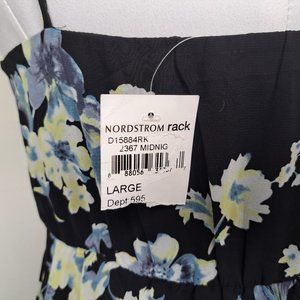 NORDSTROM rack
D15884RK
2367 MIDNIG
LARGE
Dept 595